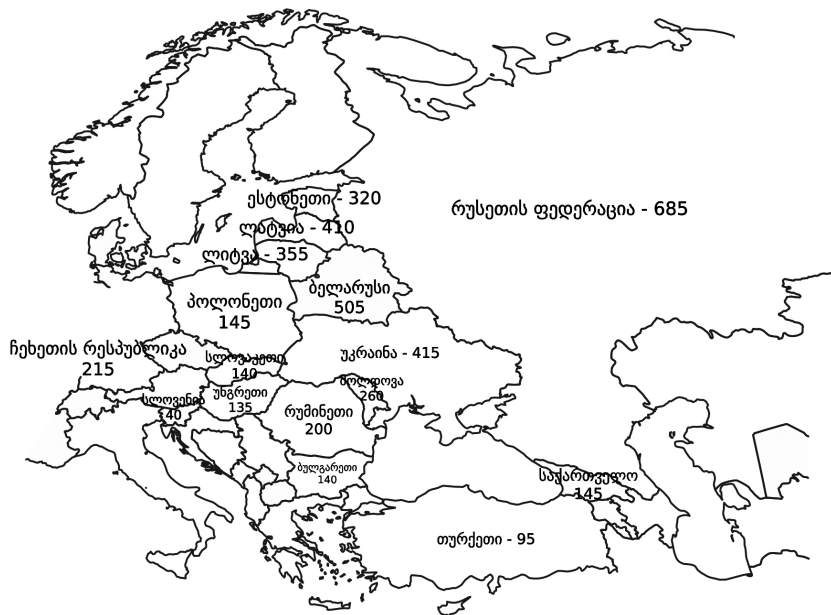 ესტონეთი - 320
რუსეთის ფედერაცია - 685
ლატვია - 410
ლიტვა - 355
ბელარუსი
505
პოლონეთი
145
ჩეხეთის რესპუბლიკა
215
სლოვაკეთი
140
უკრაინა - 415
მოლდოვა
260
სლოვენია
40
უნგრეთი
135
რუმინეთი
200
ბულგარეთი
140
საქართველო
145
თურქეთი - 95